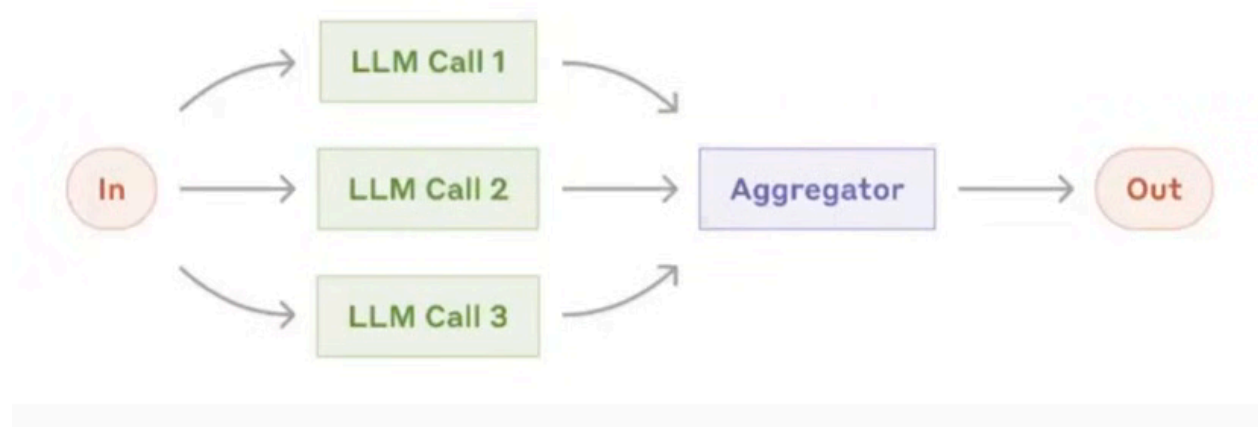 LLM Call 1
In
LLM Call 2
Aggregator
Out
LLM Call 3